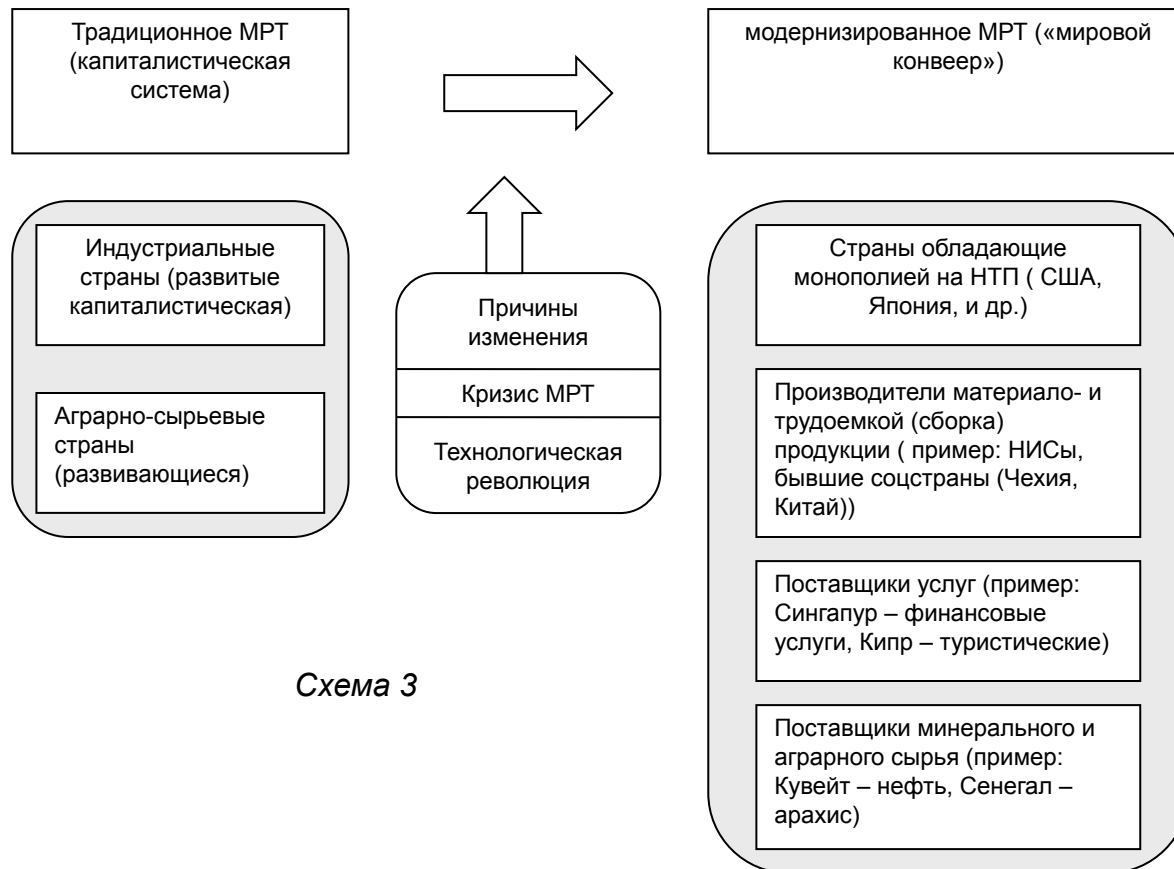 Традиционное МРТ
(капиталистическая
система)
модернизированное МРТ («мировой
конвеер»)
Индустриальные
страны (развитые
капиталистическая)
Аграрно-сырьевые
страны
(развивающиеся)
Причины
изменения
Кризис МРТ
Технологическая
революция
Страны обладающие
монополией на НТП ( США,
Япония, и др.)
Производители материало- и
трудоемкой (сборка)
продукции ( пример: НИСы,
бывшие соцстраны (Чехия,
Китай))
Поставщики услуг (пример:
Сингапур – финансовые
услуги, Кипр – туристические)
Поставщики минерального и
аграрного сырья (пример:
Кувейт – нефть, Сенегал –
арахис)
Схема 3